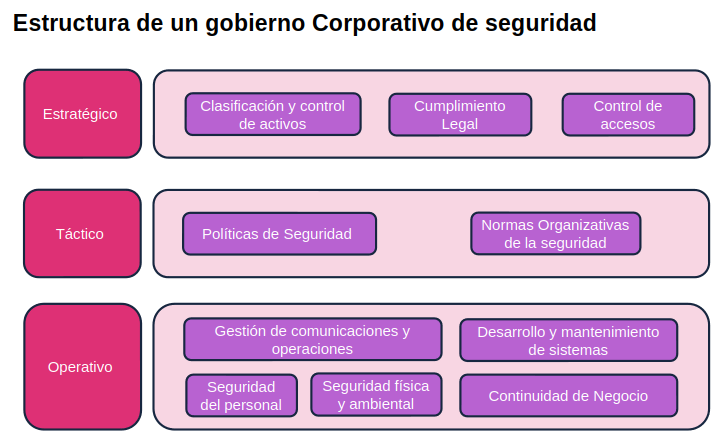 Estructura de un gobierno Corporativo de seguridad
Estratégico
Clasificación y control
de activos
Cumplimiento
Legal
Control de
accesos
Táctico
Políticas de Seguridad
Normas Organizativas
de la seguridad
Operativo
Gestión de comunicaciones y
operaciones
Desarrollo y mantenimiento
de sistemas
Seguridad
del personal
Seguridad física
y ambiental
Continuidad de Negocio